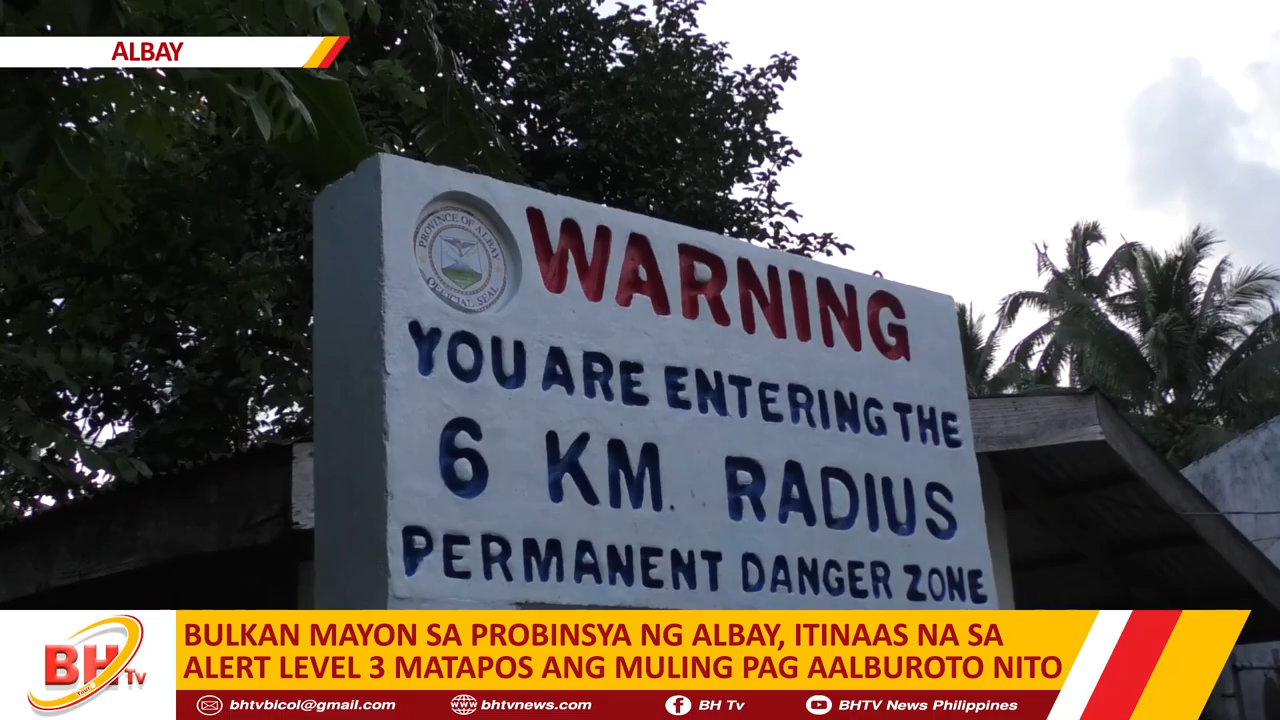 ALBAY
PROVINCE OF ALBAY
OFFICIAL SEAL
WARNING
YOU ARE ENTERING THE
6 KM. RADIUS
PERMANENT DANGER ZONE
BH Tv
Your
BULKAN MAYON SA PROBINSYA NG ALBAY, ITINAAS NA SA
ALERT LEVEL 3 MATAPOS ANG MULING PAG AALBUROTO NITO
bhtvbicol@gmail.com
bhtvnews.com
BH Tv
BHTV News Philippines